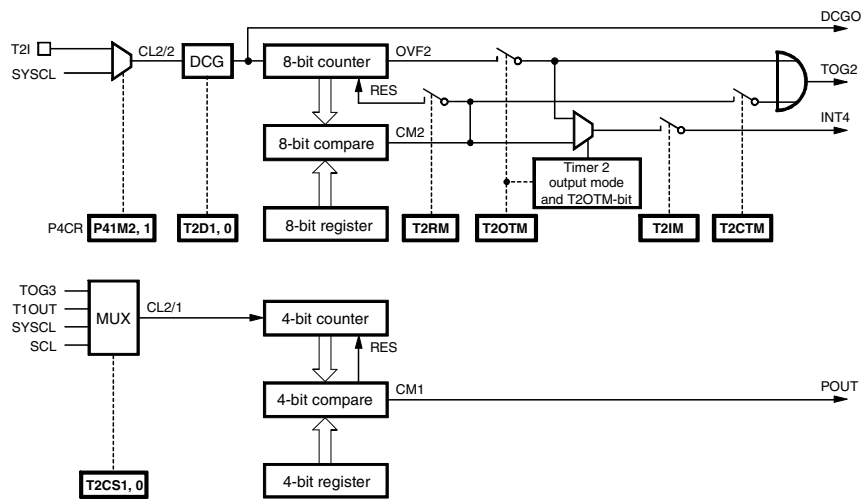 DCGO
T2I
CL2/2
DCG
8-bit counter
OVF2
TOG2
SYSCL
RES
INT4
8-bit compare
CM2
Timer 2
output mode
and T2OTM-bit
P4CR
P41M2, 1
T2D1, 0
8-bit register
T2RM
T2OTM
T2IM
T2CTM
TOG3
T1OUT
SYSCL
SCL
MUX
CL2/1
4-bit counter
RES
4-bit compare
CM1
POUT
T2CS1, 0
4-bit register